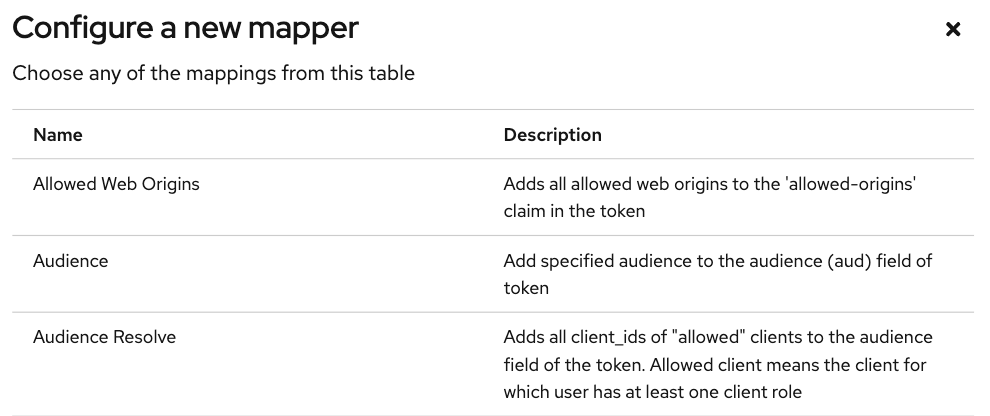 Configure a new mapper
Choose any of the mappings from this table
Name Description
Allowed Web Origins Adds all allowed web origins to the 'allowed-origins'
claim in the token
Audience Add specified audience to the audience (aud) field of
token
Audience Resolve Adds all client_ids of "allowed" clients to the audience
field of the token. Allowed client means the client for
which user has at least one client role